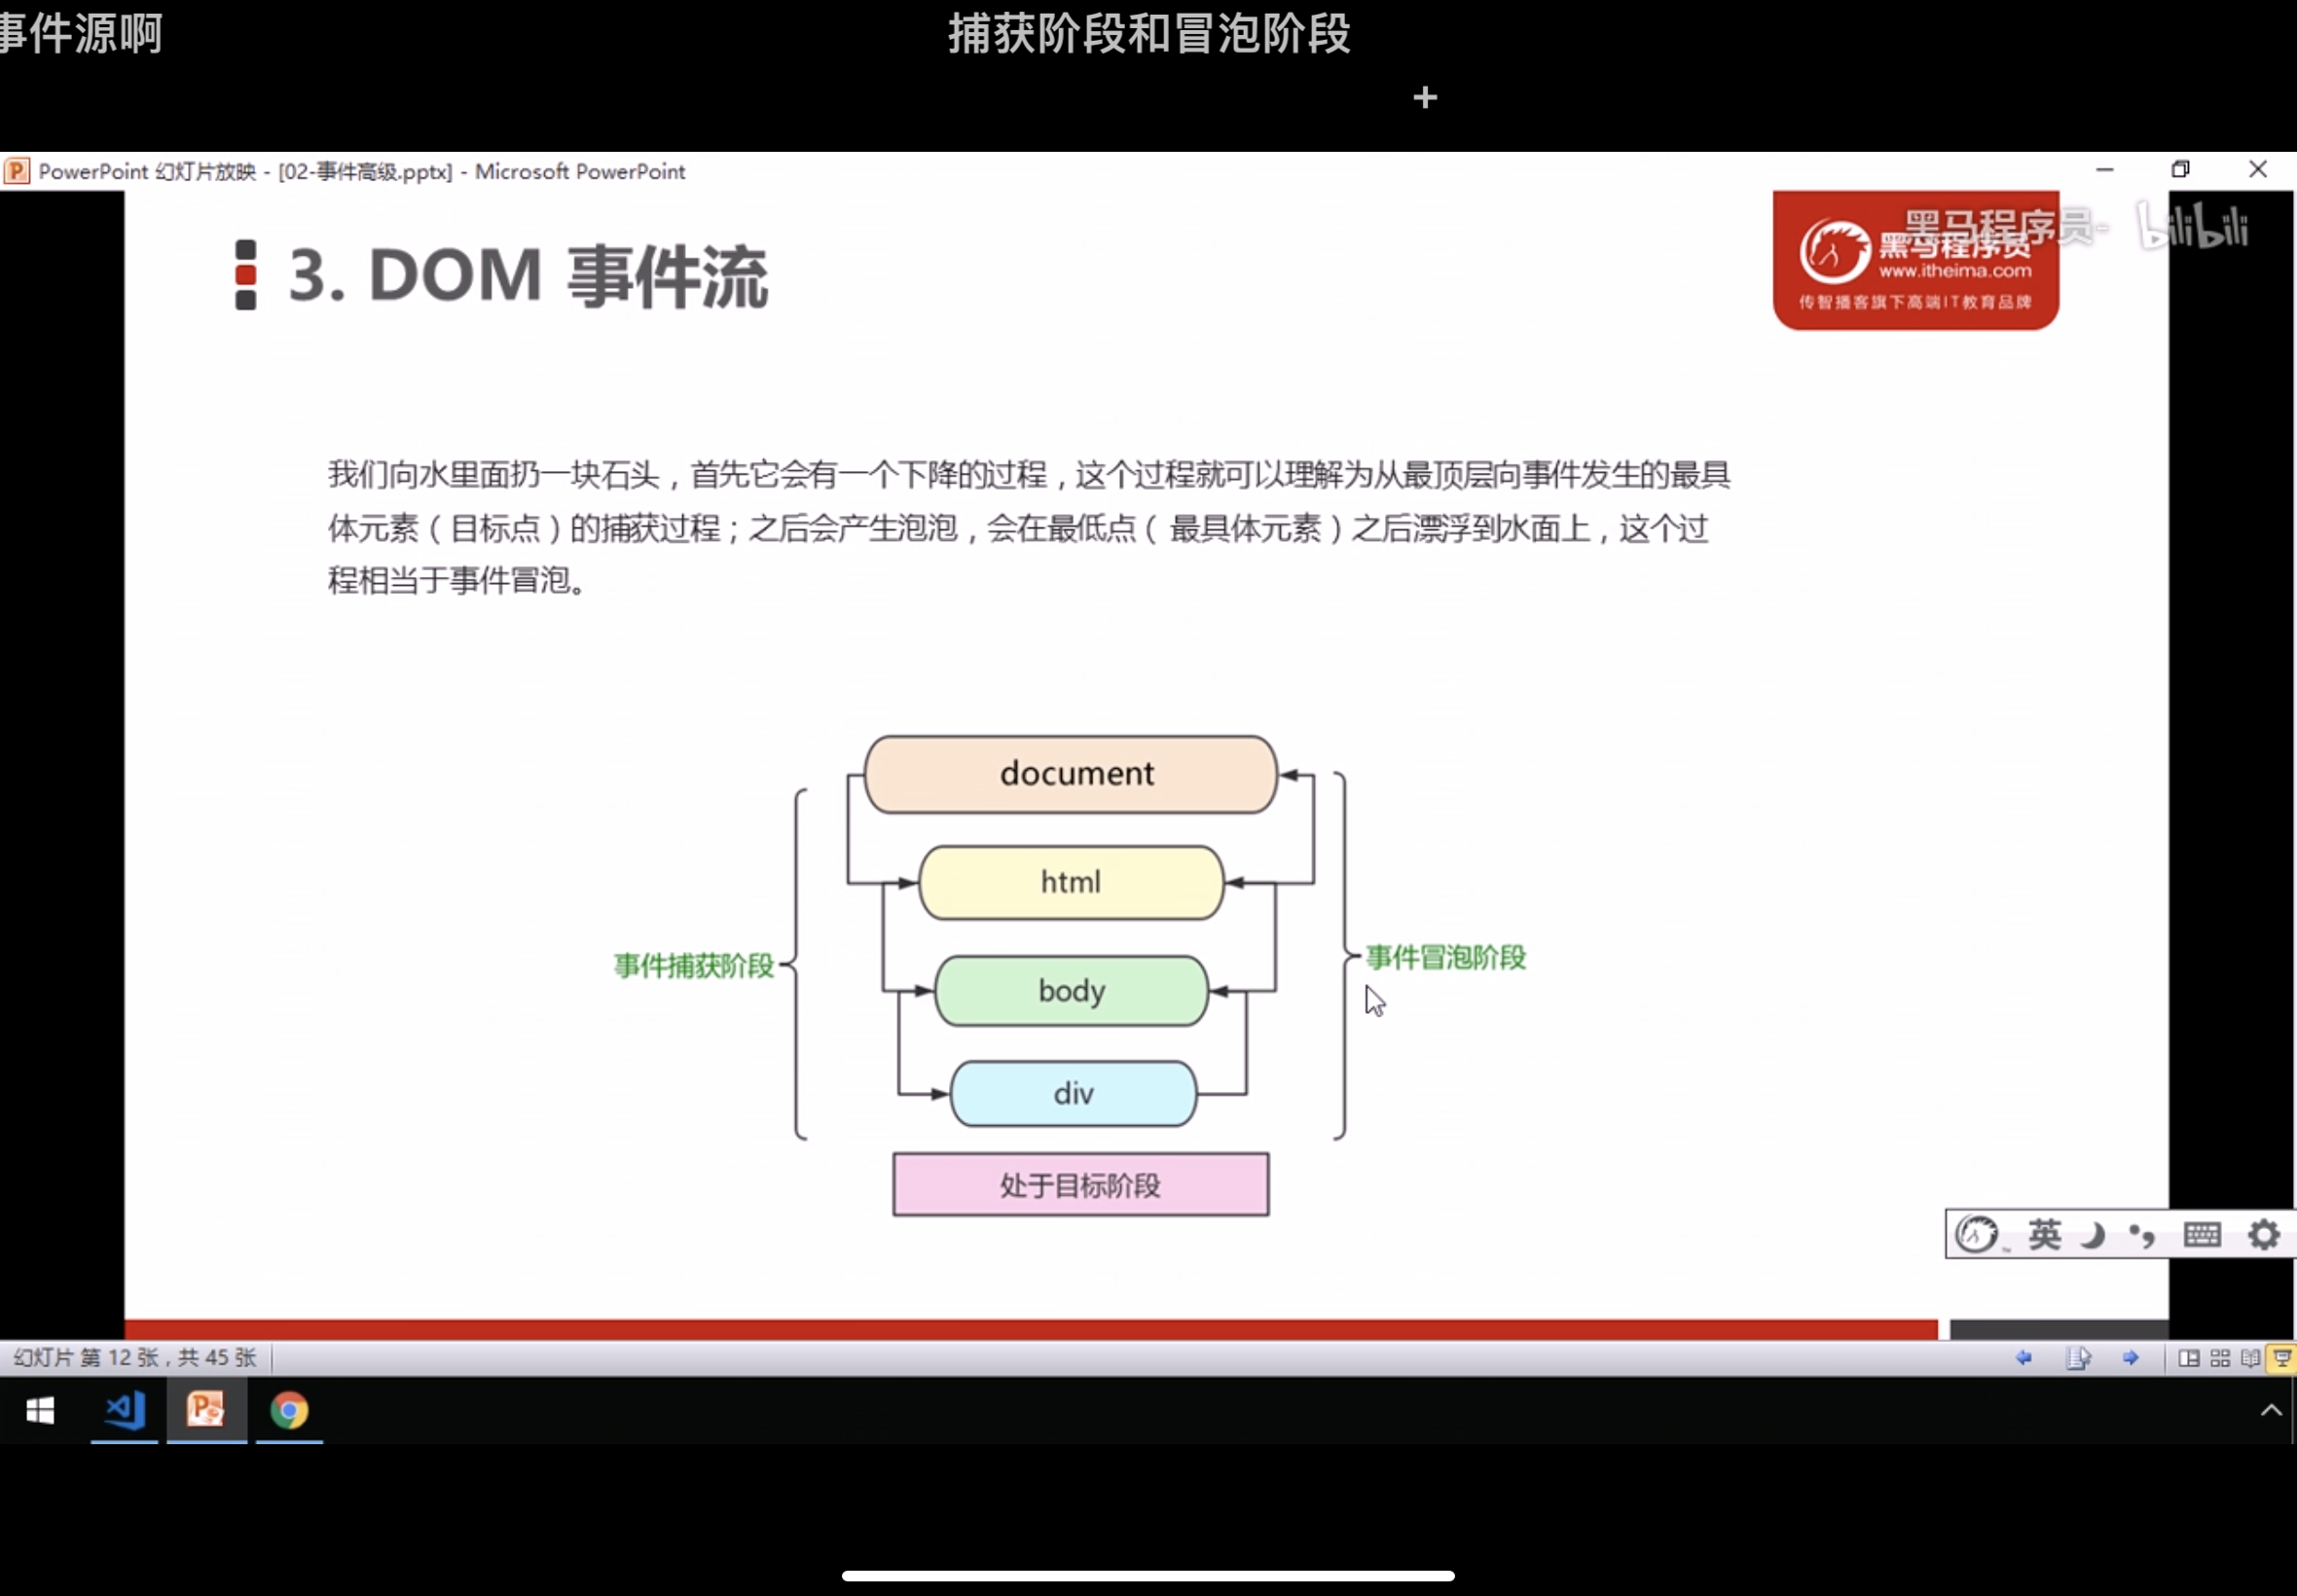 事件源啊
捕获阶段和冒泡阶段
PowerPoint 幻灯片放映 - [02-事件高级.pptx] - Microsoft PowerPoint
黑马程序员-
bilibili
黑马程序员
www.itheima.com
传智播客旗下高端IT教育品牌
3. DOM 事件流
我们向水里面扔一块石头，首先它会有一个下降的过程，这个过程就可以理解为从最顶层向事件发生的最具
体元素（目标点）的捕获过程；之后会产生泡泡，会在最低点（ 最具体元素）之后漂浮到水面上，这个过
程相当于事件冒泡。
document
html
事件捕获阶段
事件冒泡阶段
body
div
处于目标阶段
英
幻灯片 第 12 张，共 45 张